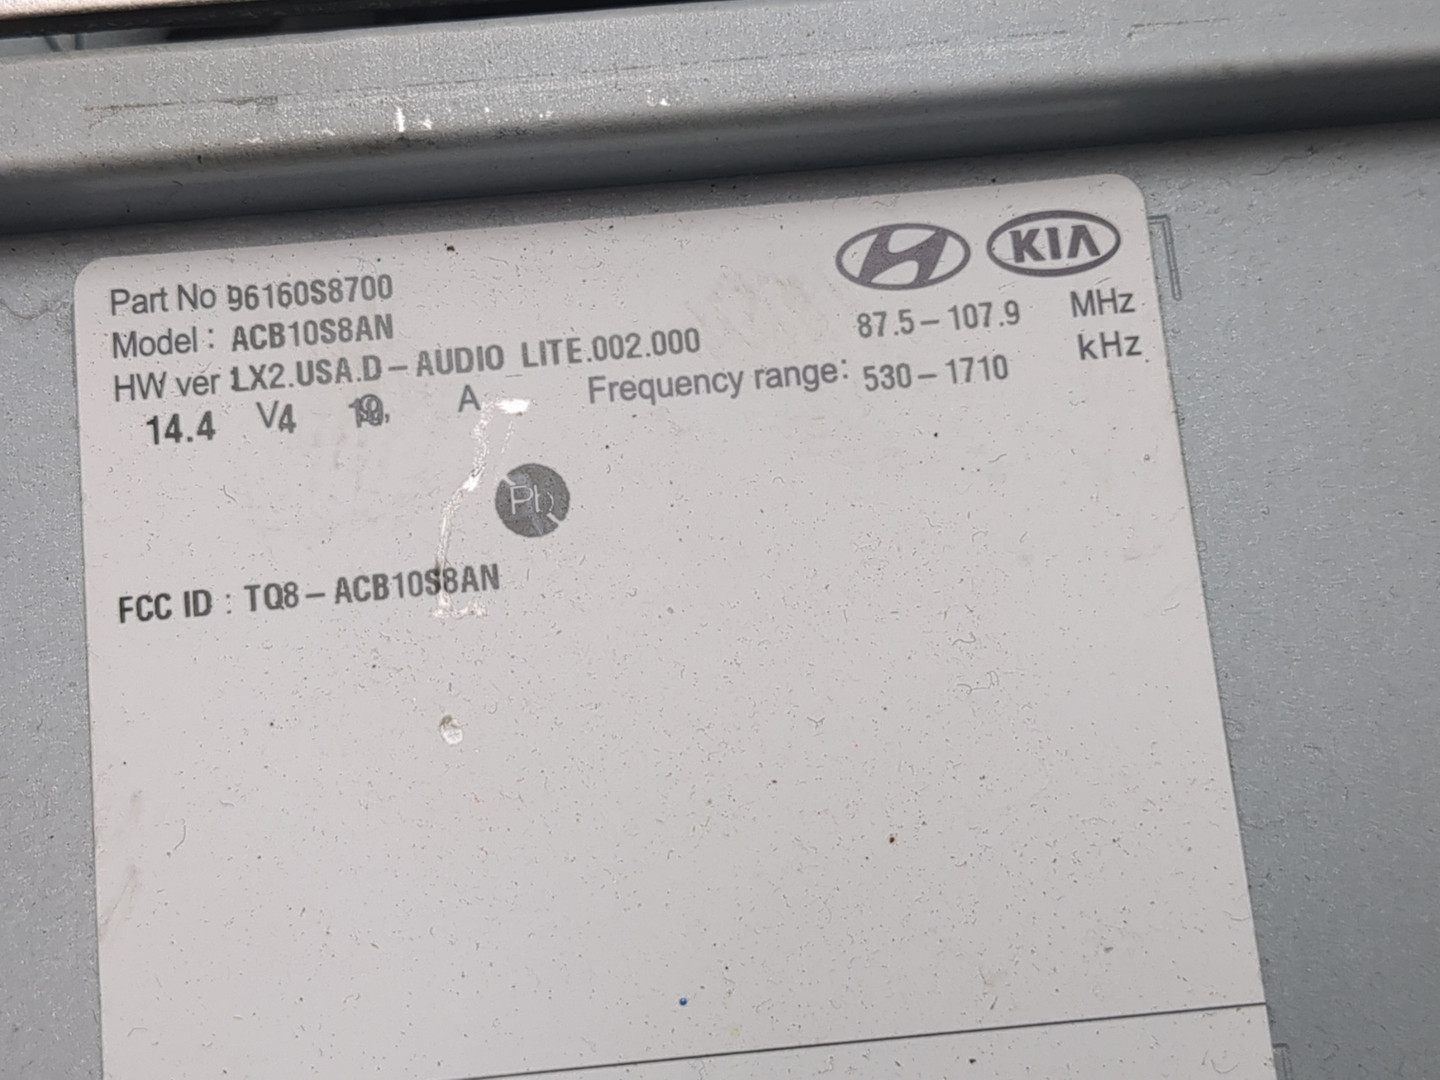 KIA
Part No 96160S8700
Model : ACB10S8AN
87.5 – 107.9 MHz
HW ver LX2.USA.D – AUDIO_LITE.002.000
Frequency range: 530 – 1710 kHz
14.4 V4 A
Pb
FCC ID : TQ8 – ACB10S8AN